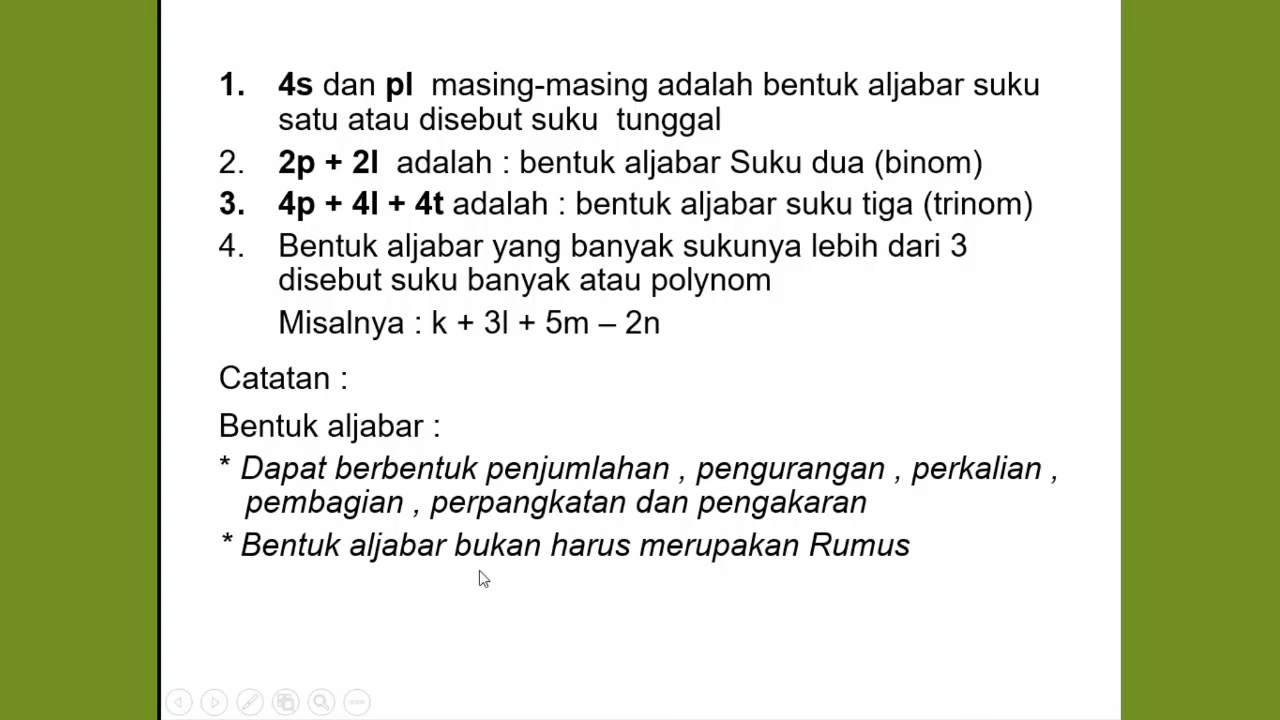 1. 4s dan pl masing-masing adalah bentuk aljabar suku
satu atau disebut suku tunggal
2. 2p + 2l adalah : bentuk aljabar Suku dua (binom)
3. 4p + 4l + 4t adalah : bentuk aljabar suku tiga (trinom)
4. Bentuk aljabar yang banyak sukunya lebih dari 3
disebut suku banyak atau polynom
Misalnya : k + 3l + 5m – 2n
Catatan :
Bentuk aljabar :
* Dapat berbentuk penjumlahan , pengurangan , perkalian ,
pembagian , perpangkatan dan pengakaran
* Bentuk aljabar bukan harus merupakan Rumus